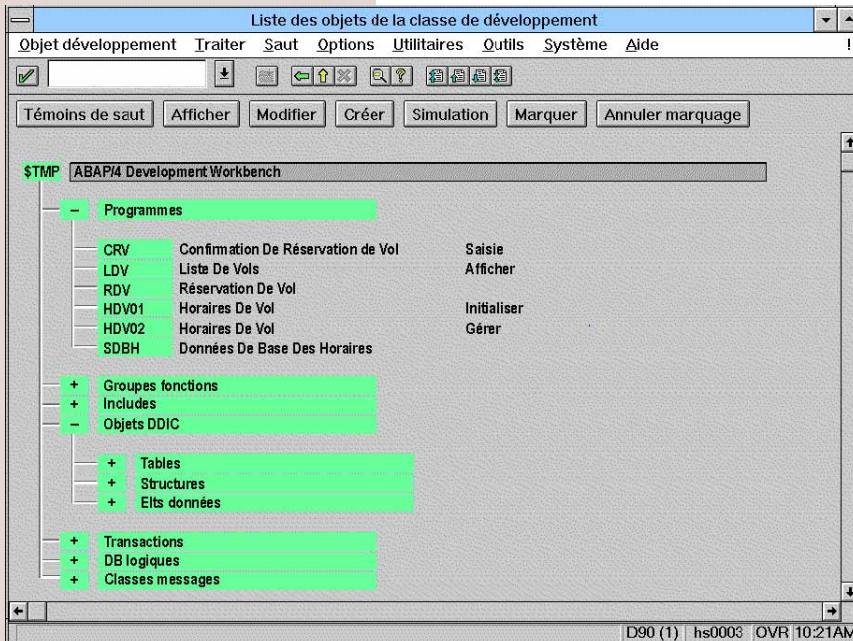 Liste des objets de la classe de développement
Objet développement Traiter Saut Options Utilitaires Outils Système Aide !
Témoins de saut Afficher Modifier Créer Simulation Marquer Annuler marquage
$TMP ABAP/4 Development Workbench
− Programmes
CRV Confirmation De Réservation de Vol Saisie
LDV Liste De Vols Afficher
RDV Réservation De Vol
HDV01 Horaires De Vol Initialiser
HDV02 Horaires De Vol Gérer
SDBH Données De Base Des Horaires
+ Groupes fonctions
+ Includes
− Objets DDIC
+ Tables
+ Structures
+ Elts données
+ Transactions
+ DB logiques
+ Classes messages
D90 (1) hs0003 OVR 10:21AM